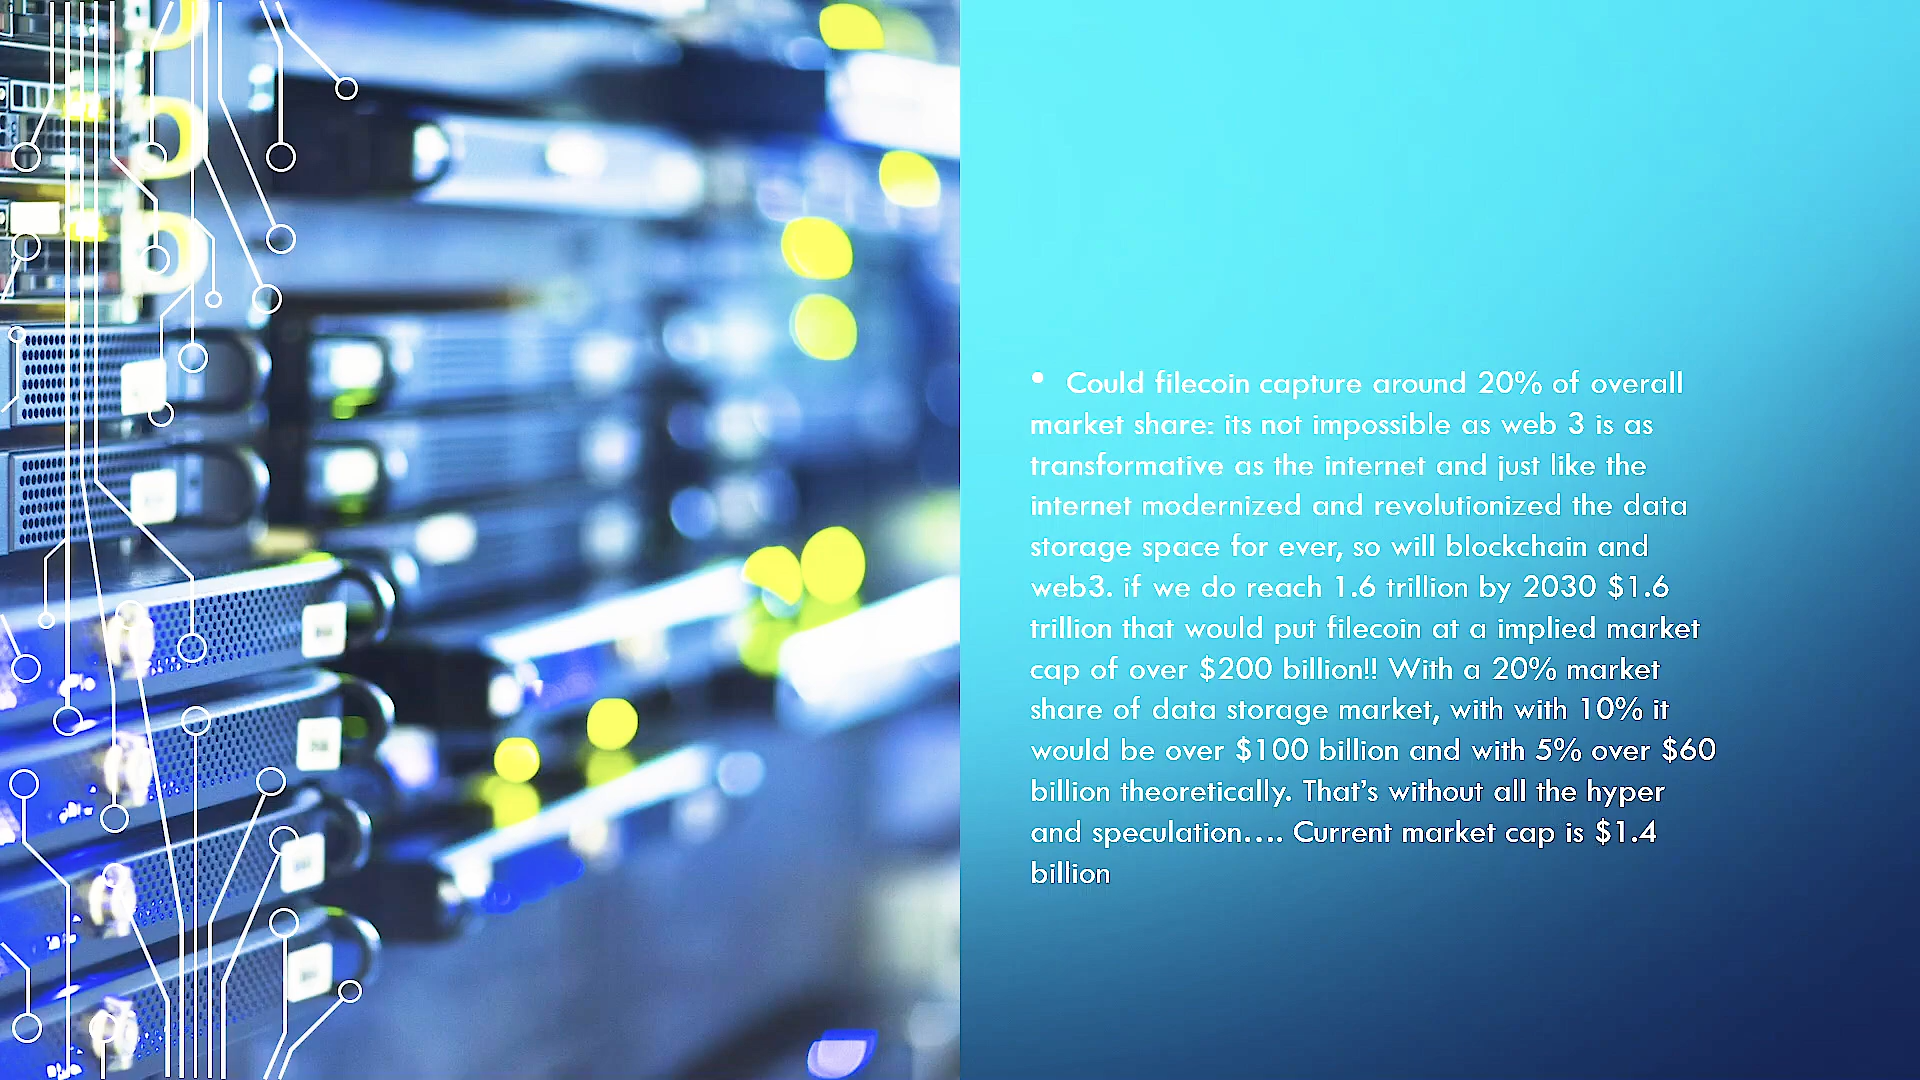 • Could filecoin capture around 20% of overall
market share: its not impossible as web 3 is as
transformative as the internet and just like the
internet modernized and revolutionized the data
storage space for ever, so will blockchain and
web3. if we do reach 1.6 trillion by 2030 $1.6
trillion that would put filecoin at a implied market
cap of over $200 billion!! With a 20% market
share of data storage market, with with 10% it
would be over $100 billion and with 5% over $60
billion theoretically. That’s without all the hyper
and speculation…. Current market cap is $1.4
billion